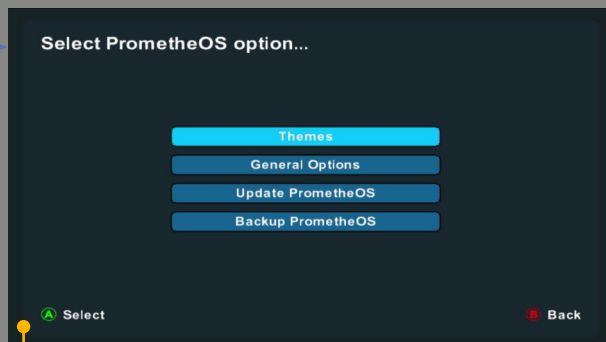 Select PrometheOS option...
Themes
General Options
Update PrometheOS
Backup PrometheOS
A Select
B Back